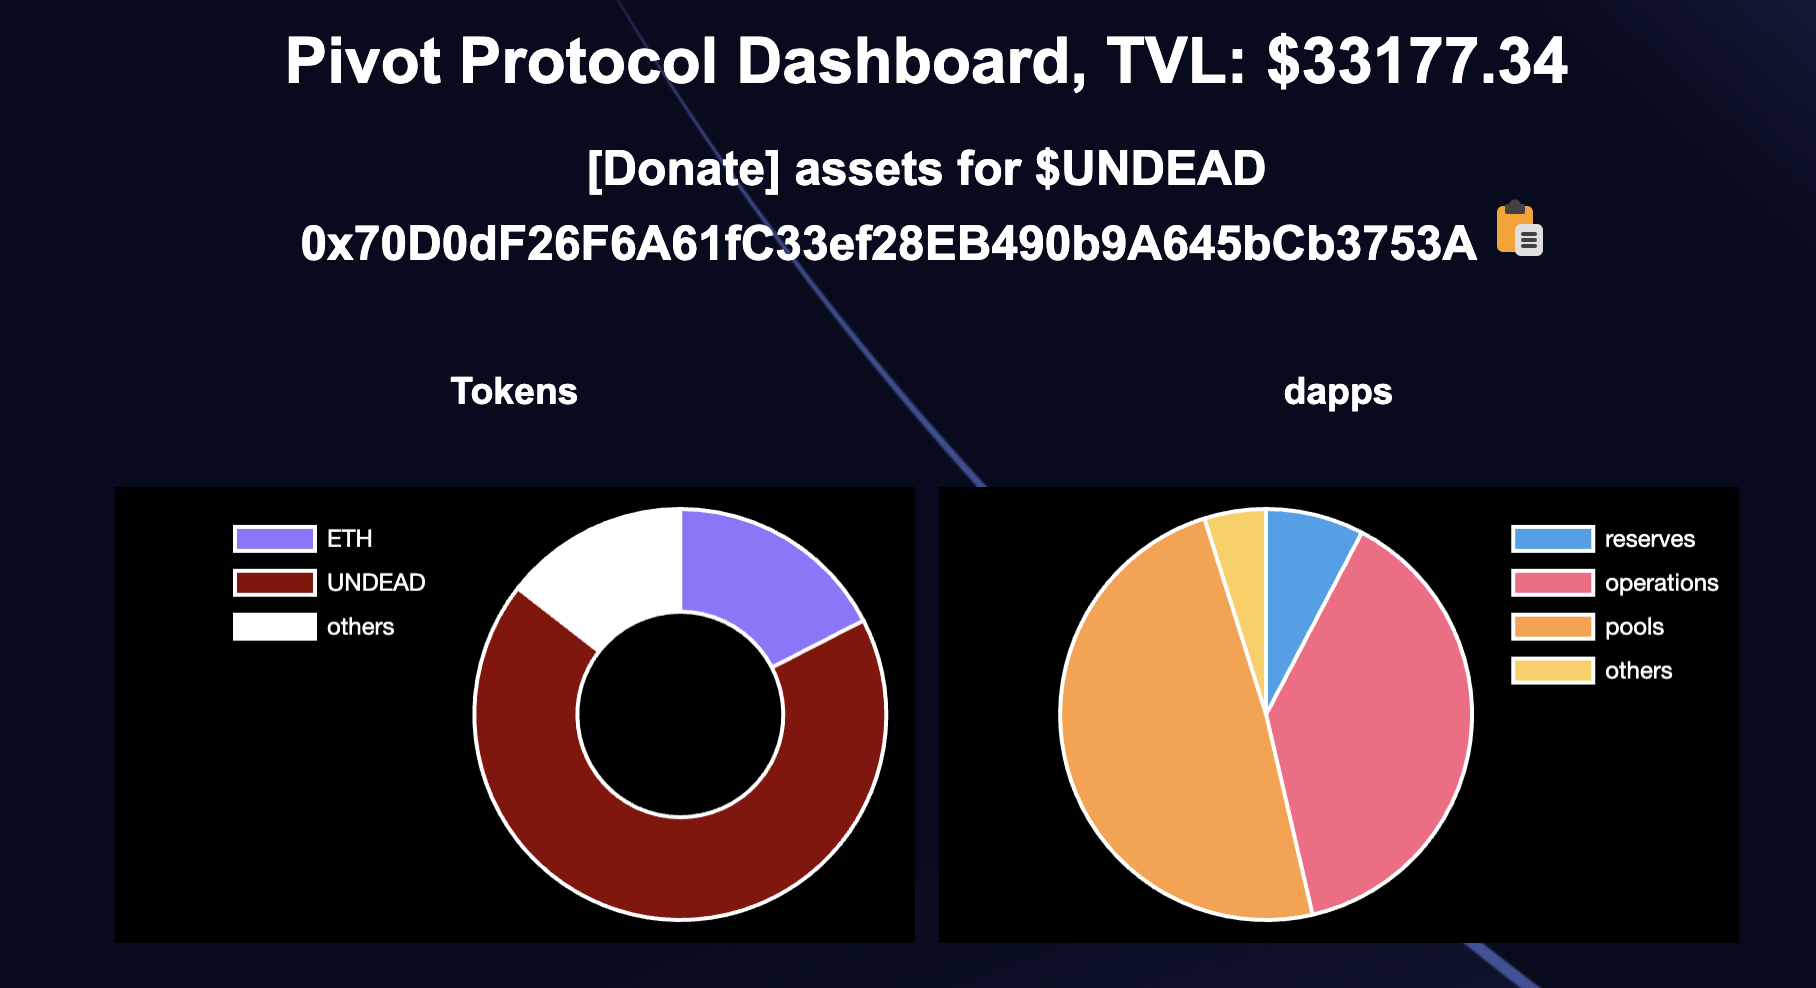 Pivot Protocol Dashboard, TVL: $33177.34
[Donate] assets for $UNDEAD
0x70D0dF26F6A61fC33ef28EB490b9A645bCb3753A
Tokens
ETH
UNDEAD
others
dapps
reserves
operations
pools
others